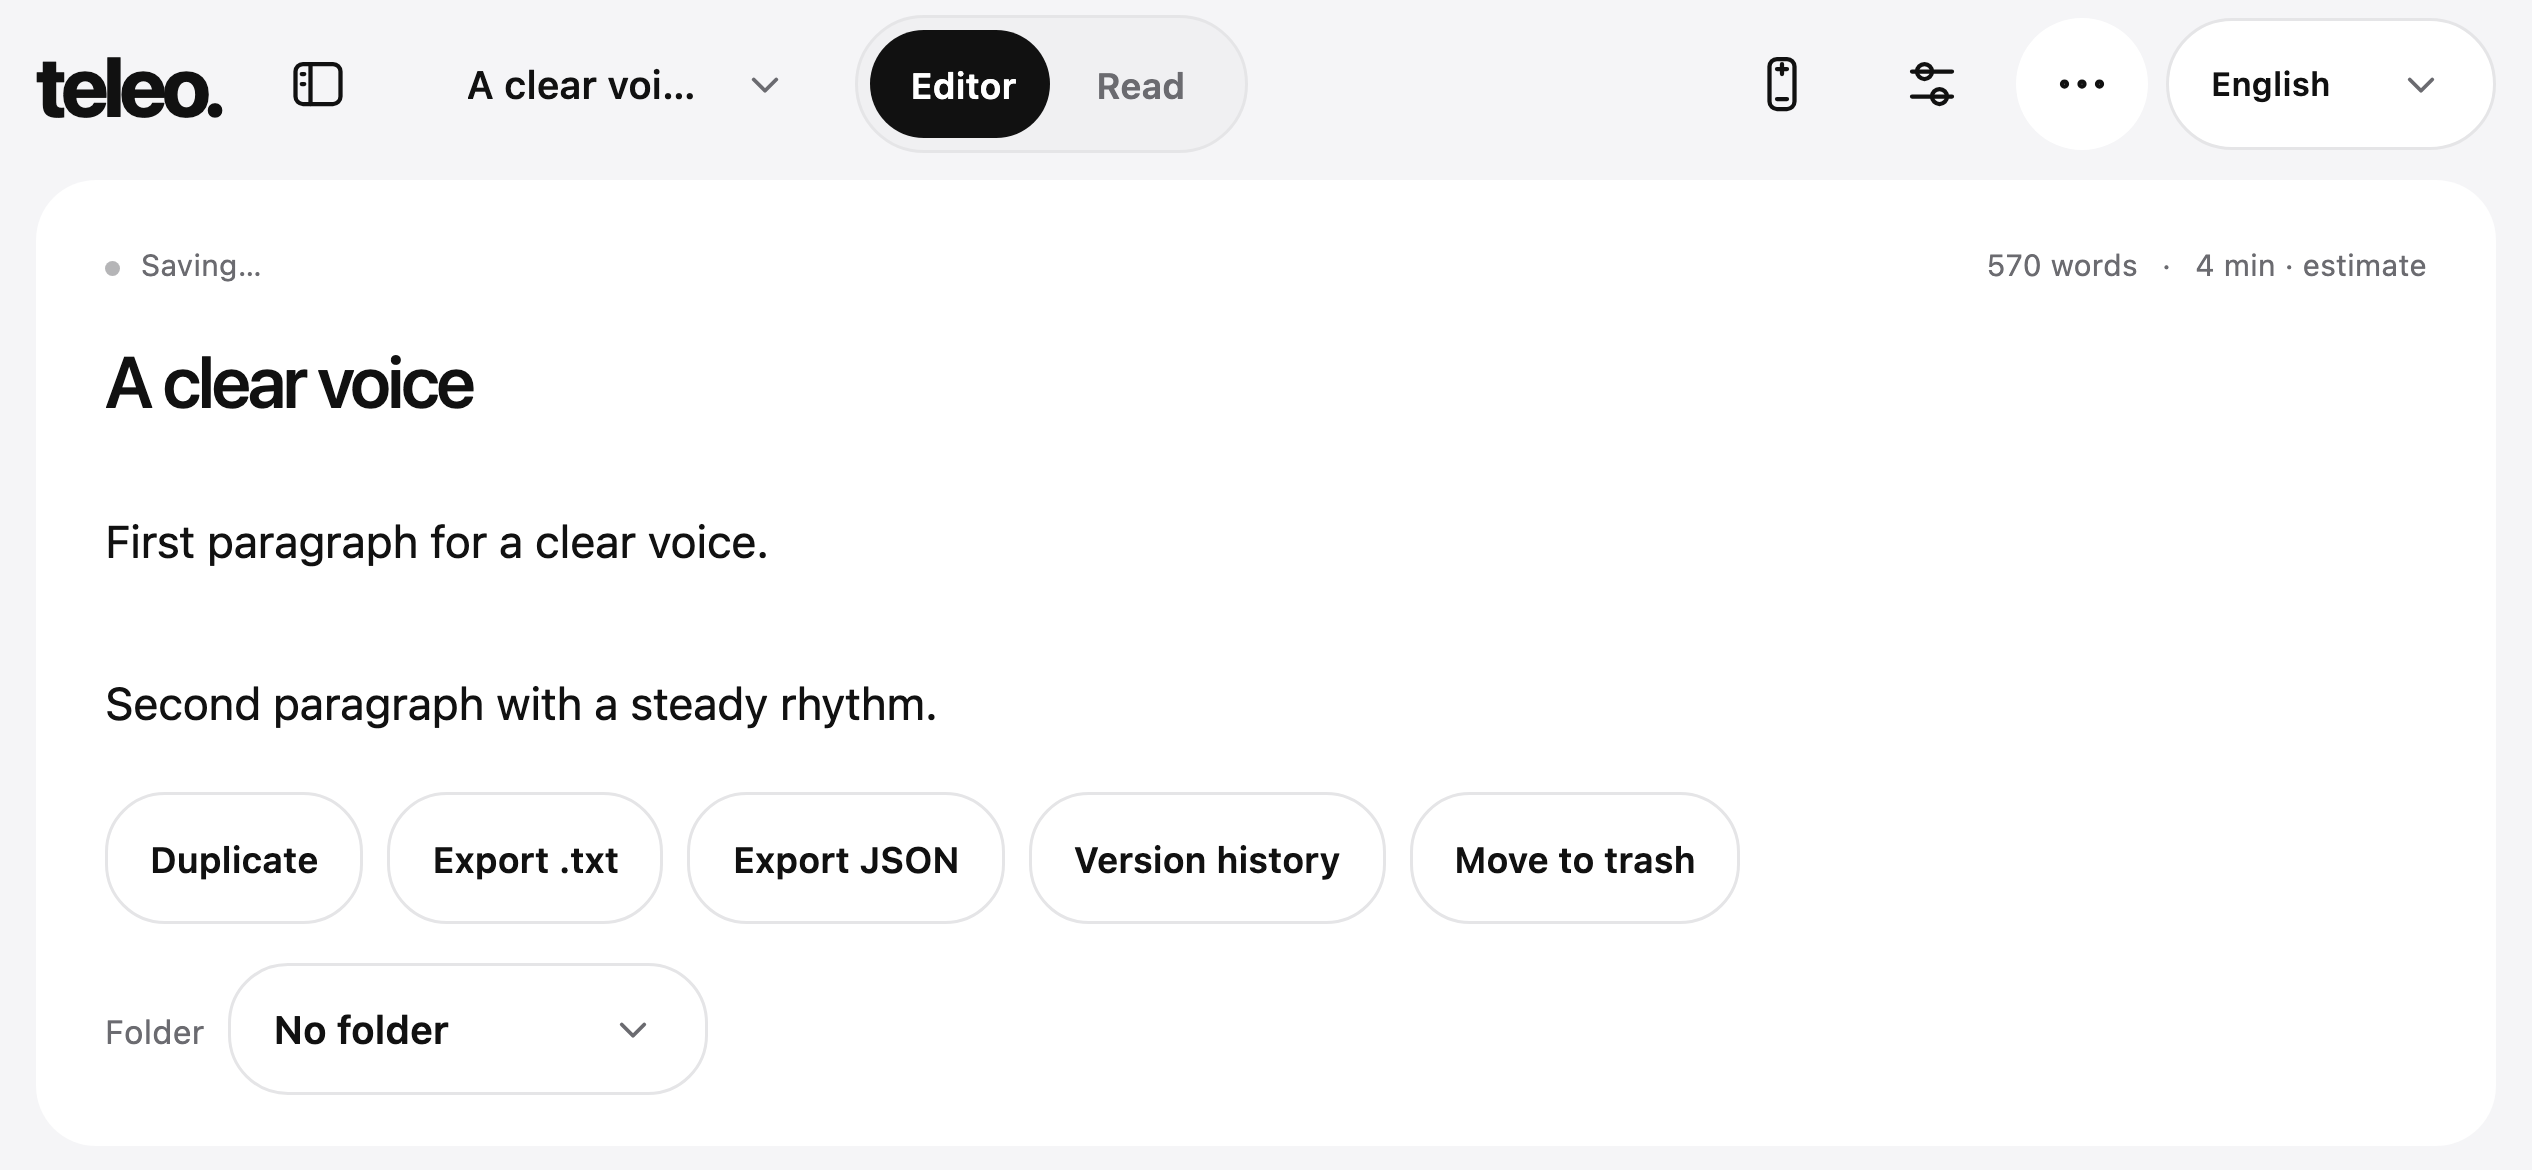 teleo.
A clear voi...
Editor
Read
English
Saving...
570 words · 4 min · estimate
A clear voice
First paragraph for a clear voice.
Second paragraph with a steady rhythm.
Duplicate
Export .txt
Export JSON
Version history
Move to trash
Folder
No folder